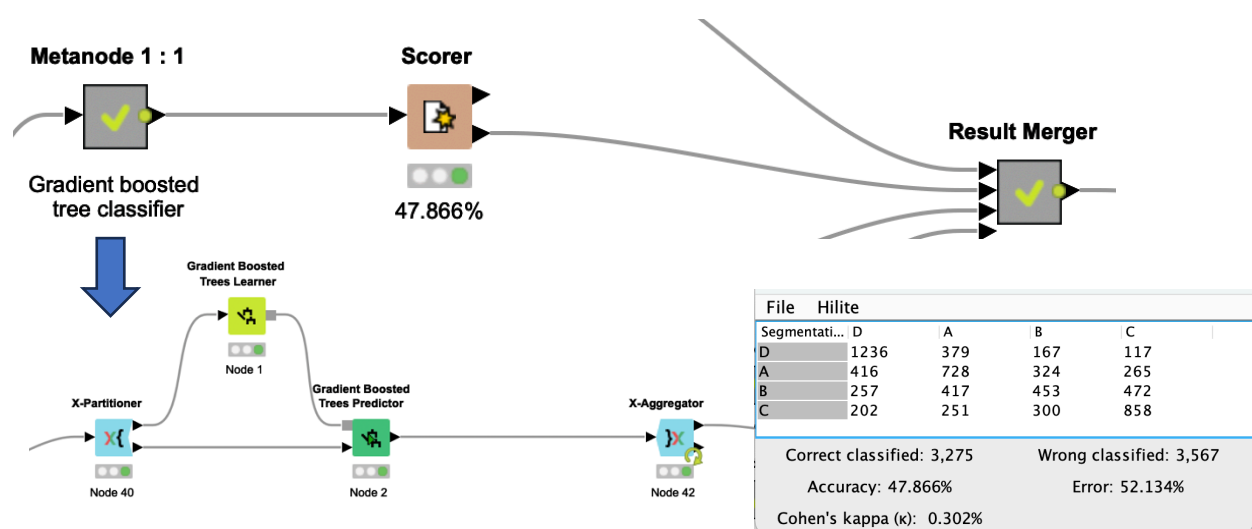 Metanode 1 : 1
Scorer
47.866%
Result Merger
Gradient boosted
tree classifier
Gradient Boosted
Trees Learner
Node 1
X-Partitioner
Node 40
Gradient Boosted
Trees Predictor
Node 2
X-Aggregator
Node 42
File Hilite
Segmentati... D A B C
D 1236 379 167 117
A 416 728 324 265
B 257 417 453 472
C 202 251 300 858
Correct classified: 3,275 Wrong classified: 3,567
Accuracy: 47.866% Error: 52.134%
Cohen's kappa (κ): 0.302%